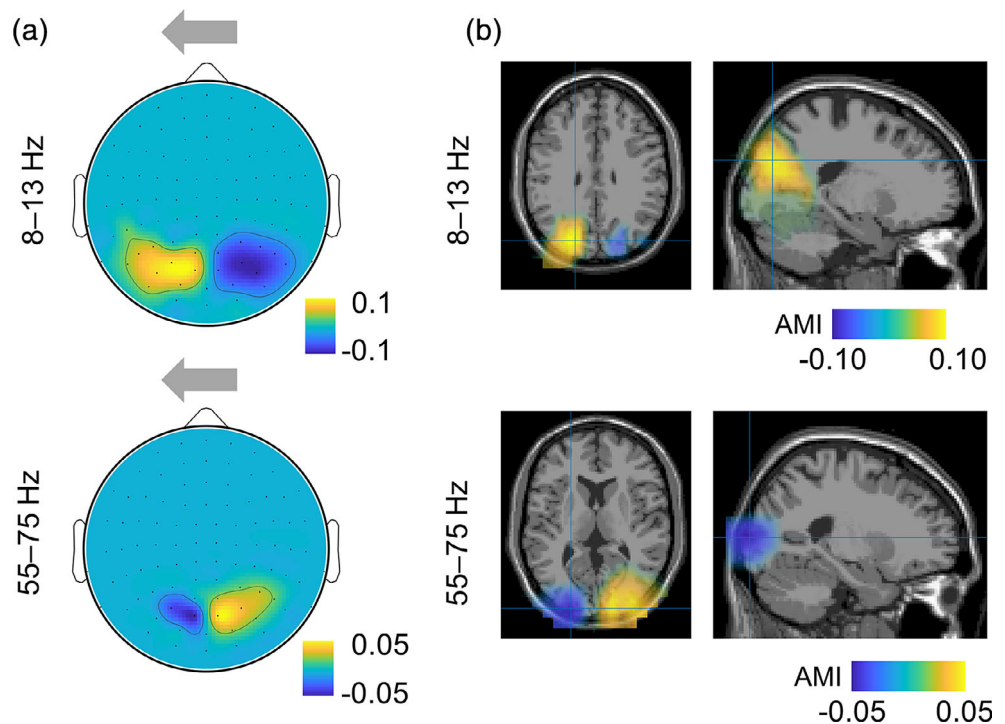 (a)
8–13 Hz
0.1
-0.1
55–75 Hz
0.05
-0.05
(b)
8–13 Hz
AMI
-0.10 0.10
55–75 Hz
AMI
-0.05 0.05